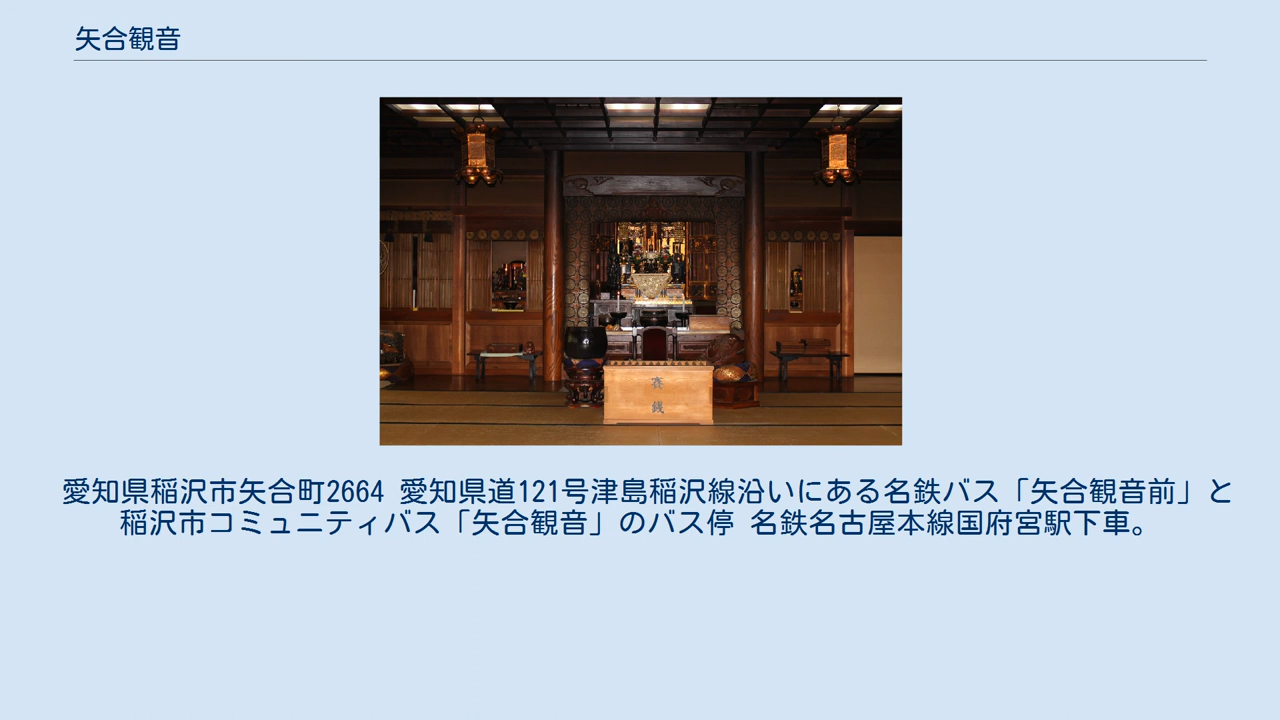 矢合観音
賽
銭
愛知県稲沢市矢合町2664 愛知県道121号津島稲沢線沿いにある名鉄バス「矢合観音前」と
稲沢市コミュニティバス「矢合観音」のバス停 名鉄名古屋本線国府宮駅下車。